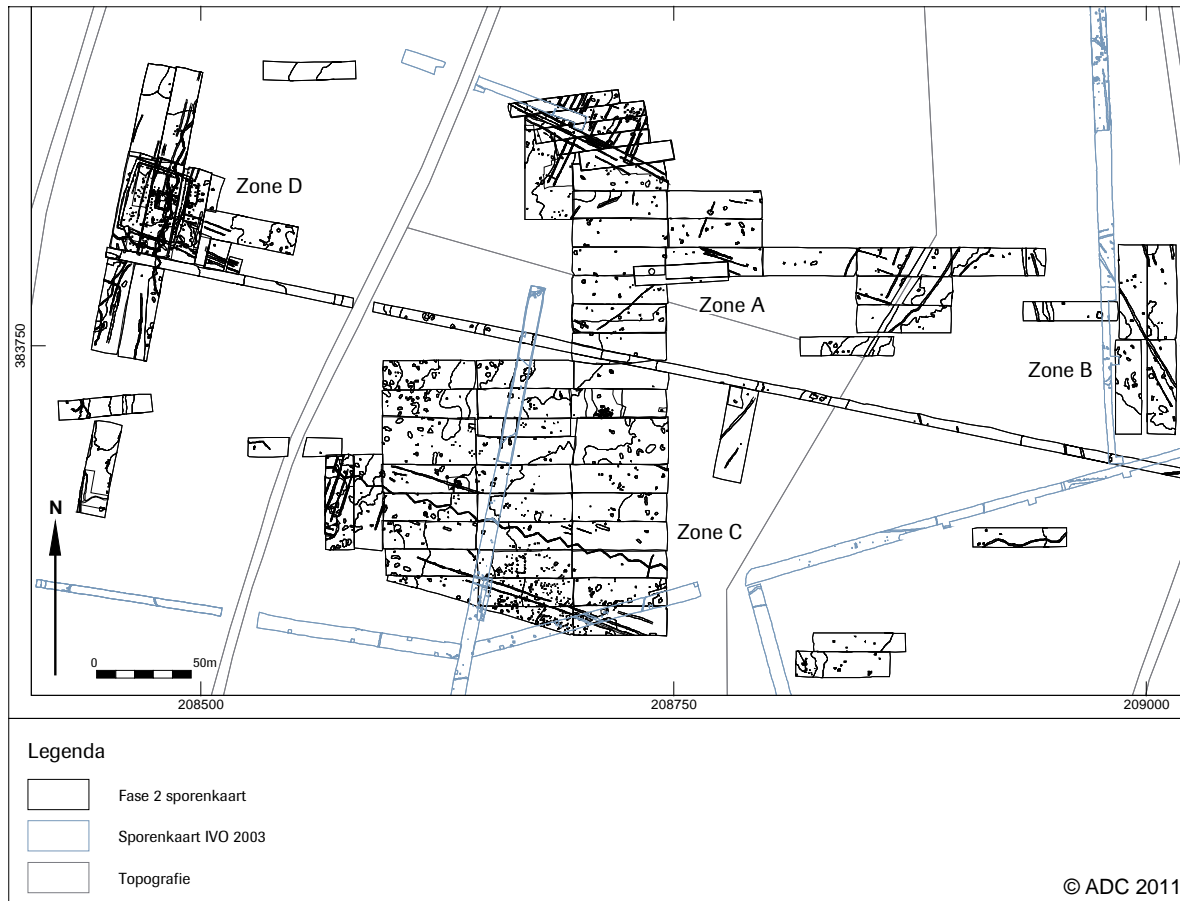 Zone D
Zone A
383750
Zone B
N
Zone C
0 50m
208500 208750 209000
Legenda
Fase 2 sporenkaart
Sporenkaart IVO 2003
Topografie
© ADC 2011